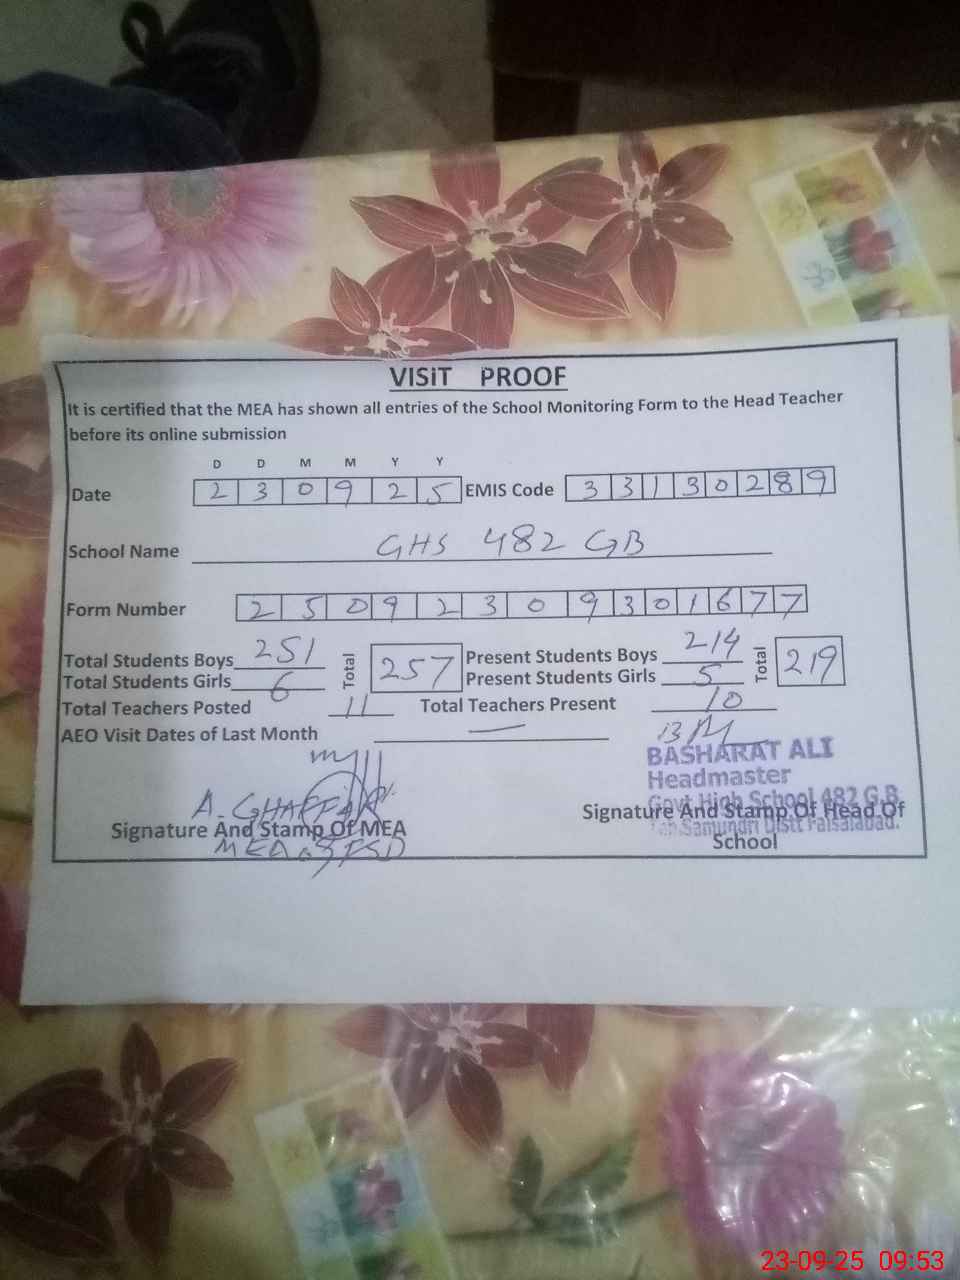 VISiT PROOF
It is certified that the MEA has shown all entries of the School Monitoring Form to the Head Teacher
before its online submission
D D M M Y Y
Date 2 3 0 9 2 5 EMIS Code 3 3 1 3 0 2 8 9
School Name GHS 482 GB
Form Number 2 5 0 9 2 3 0 9 3 0 1 6 7 7
Total Students Boys 251 Total 257 Present Students Boys 214 Total 219
Total Students Girls 6 Present Students Girls 5
Total Teachers Posted 11 Total Teachers Present 10
AEO Visit Dates of Last Month —
BASHARAT ALI
Headmaster
Govt High School 482 G.B
Teh Samundri Distt Faisalabad.
A. GHAFFAR
Signature And Stamp Of MEA
MEA
Signature And Stamp Of Head Of
School
23-09-25 09:53